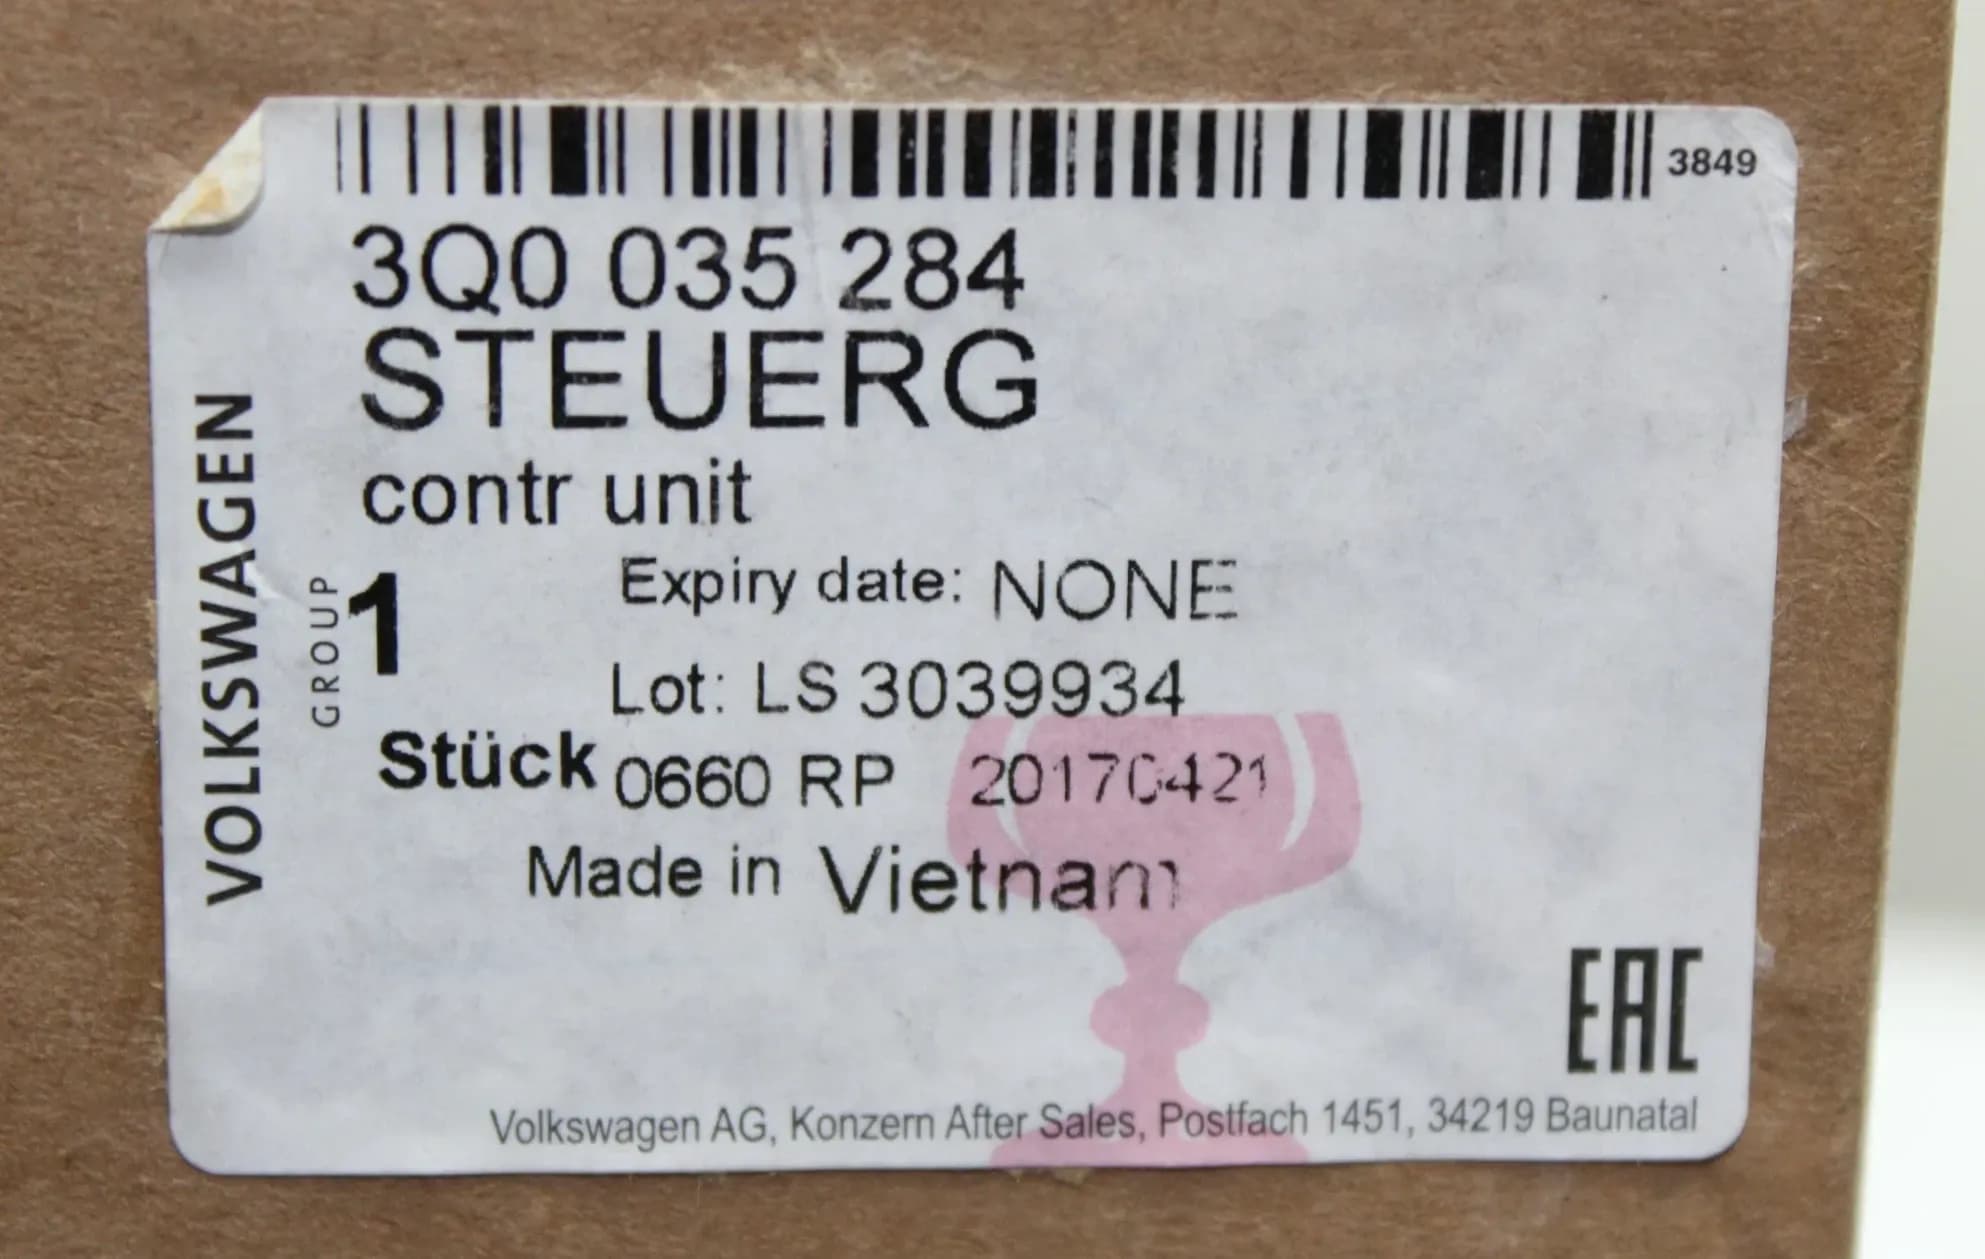 3849
3Q0 035 284
STEUERG
contr unit
VOLKSWAGEN
GROUP
1
Stück
Expiry date: NONE
Lot: LS 3039934
0660 RP 20170421
Made in Vietnam
EAC
Volkswagen AG, Konzern After Sales, Postfach 1451, 34219 Baunatal